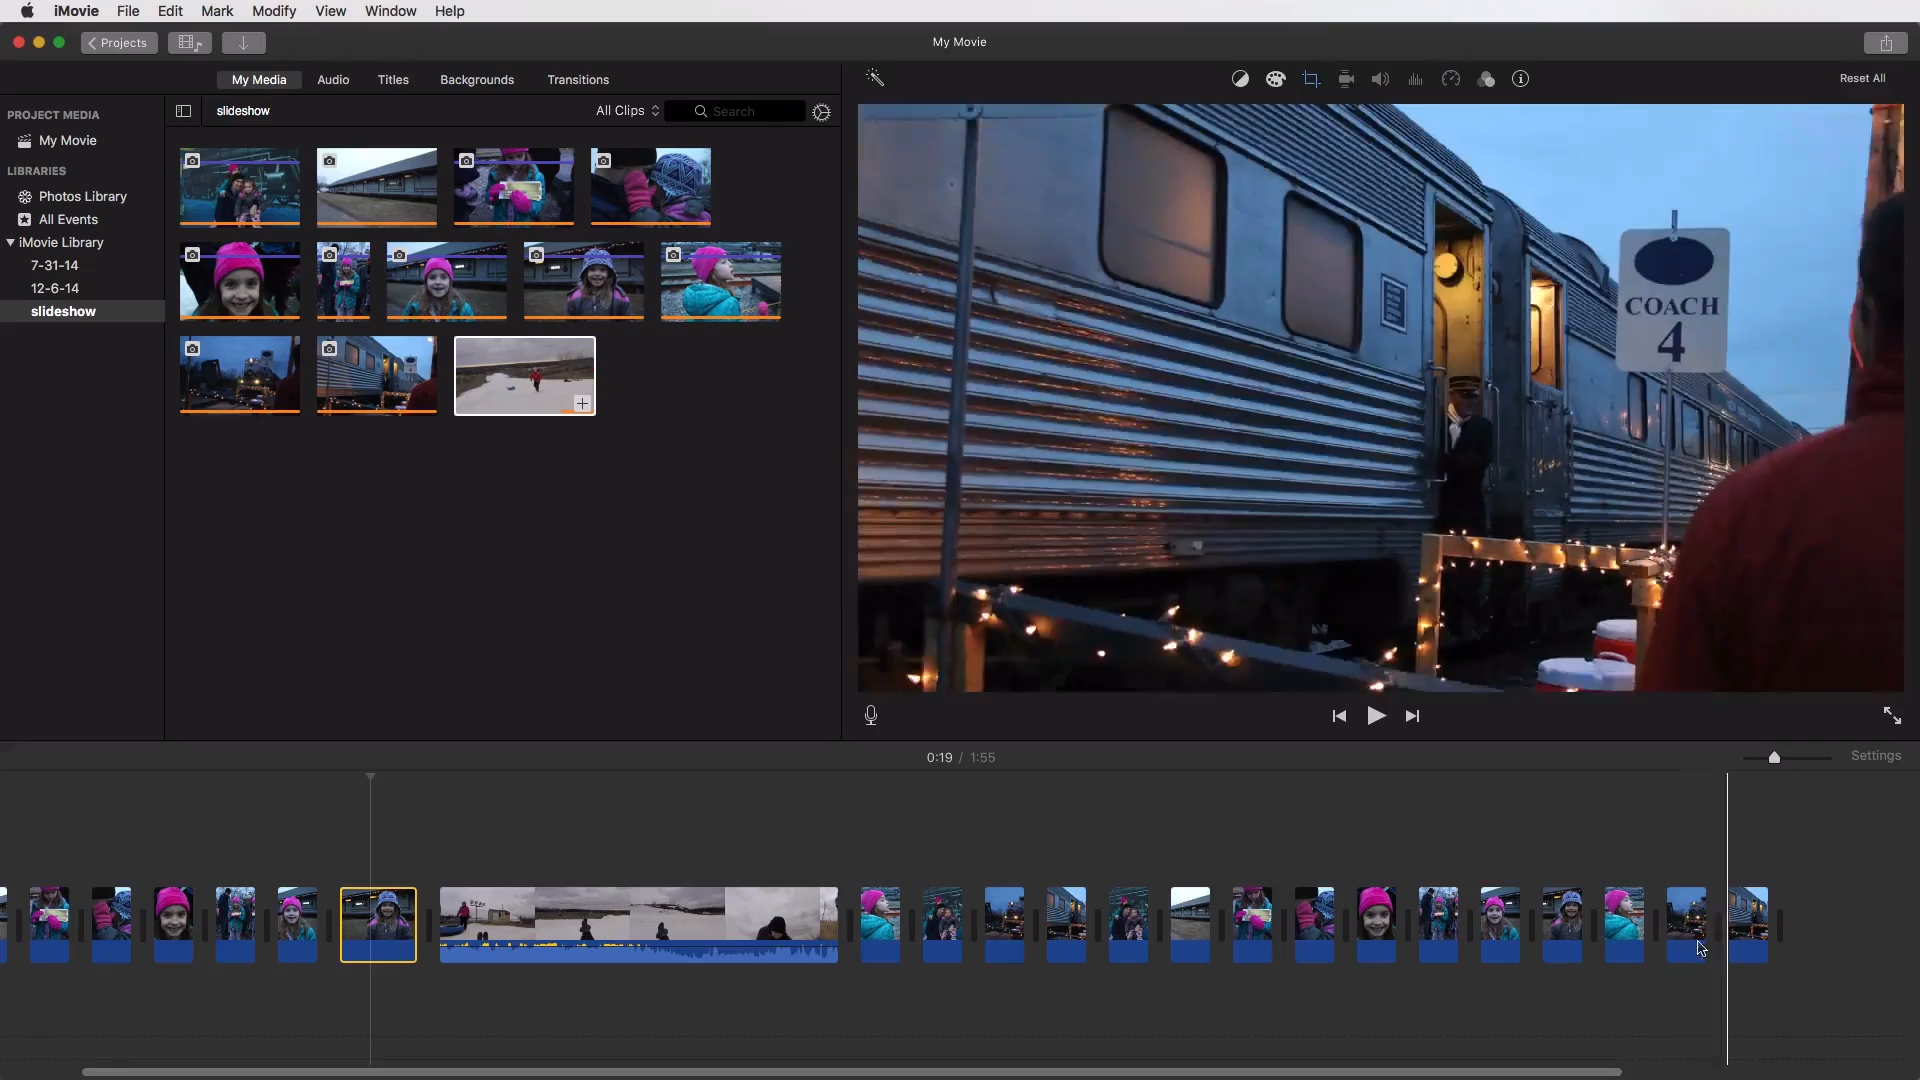 iMovie File Edit Mark Modify View Window Help
Projects
My Movie
My Media Audio Titles Backgrounds Transitions
Reset All
PROJECT MEDIA
My Movie
LIBRARIES
Photos Library
All Events
iMovie Library
7-31-14
12-6-14
slideshow
slideshow
All Clips
Search
COACH
4
0:19 / 1:55
Settings